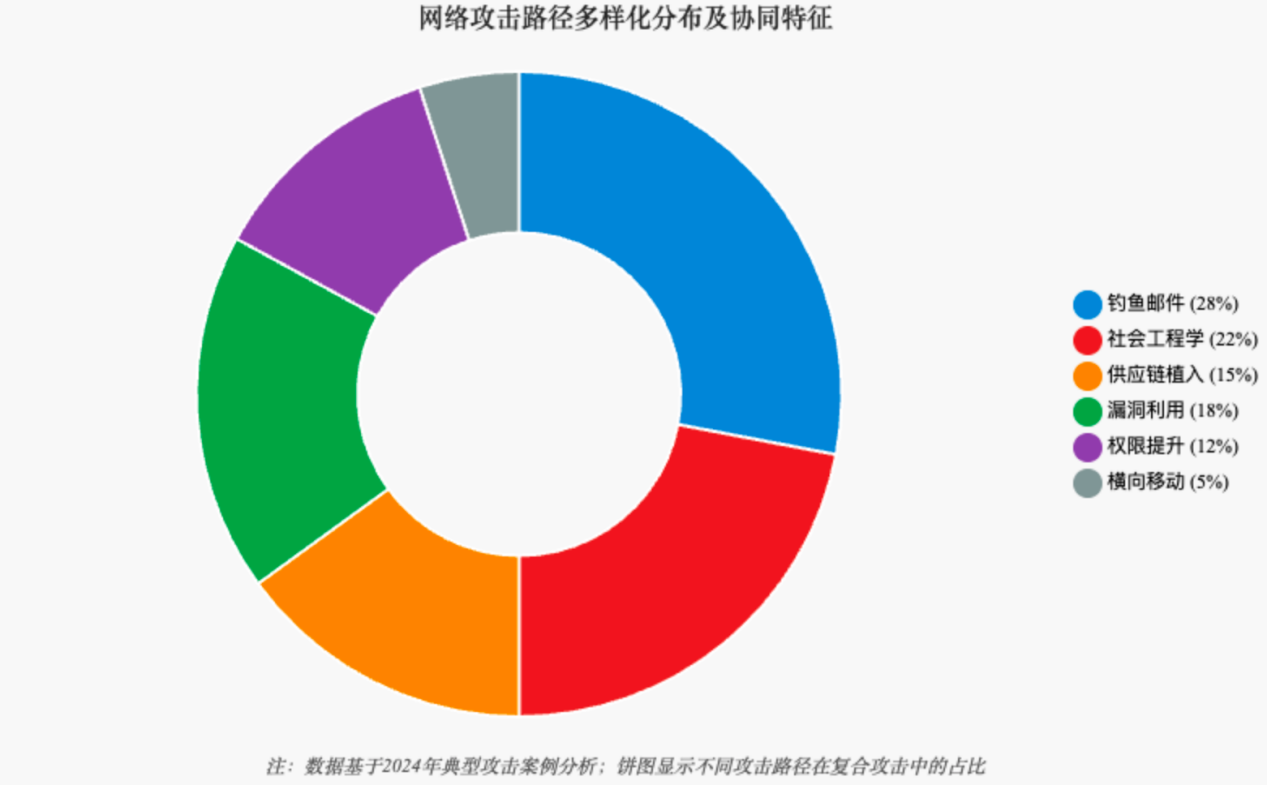 网络攻击路径多样化分布及协同特征
钓鱼邮件 (28%)
社会工程学 (22%)
供应链植入 (15%)
漏洞利用 (18%)
权限提升 (12%)
横向移动 (5%)
注：数据基于2024年典型攻击案例分析；饼图显示不同攻击路径在复合攻击中的占比